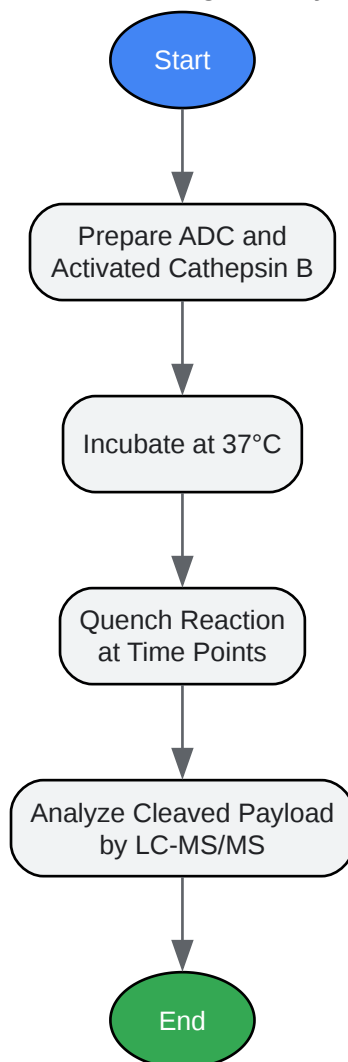 Start
Prepare ADC and
Activated Cathepsin B
Incubate at 37°C
Quench Reaction
at Time Points
Analyze Cleaved Payload
by LC-MS/MS
End